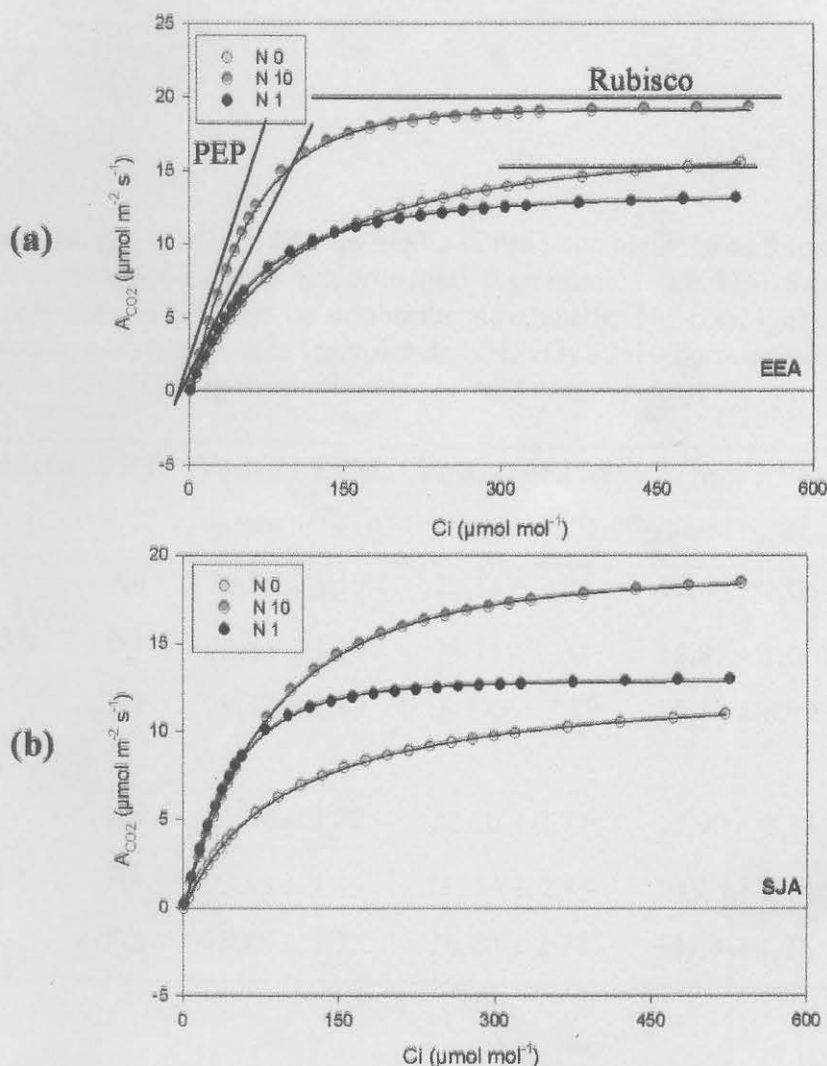 25
N 0
N 10
N 1
Rubisco
PEP
20
15
10
5
0
-5
(a)
A_CO2 (µmol m⁻² s⁻¹)
EEA
0 150 300 450 600
Ci (µmol mol⁻¹)
20
N 0
N 10
N 1
15
10
5
0
-5
(b)
A_CO2 (µmol m⁻² s⁻¹)
SJA
0 150 300 450 600
Ci (µmol mol⁻¹)